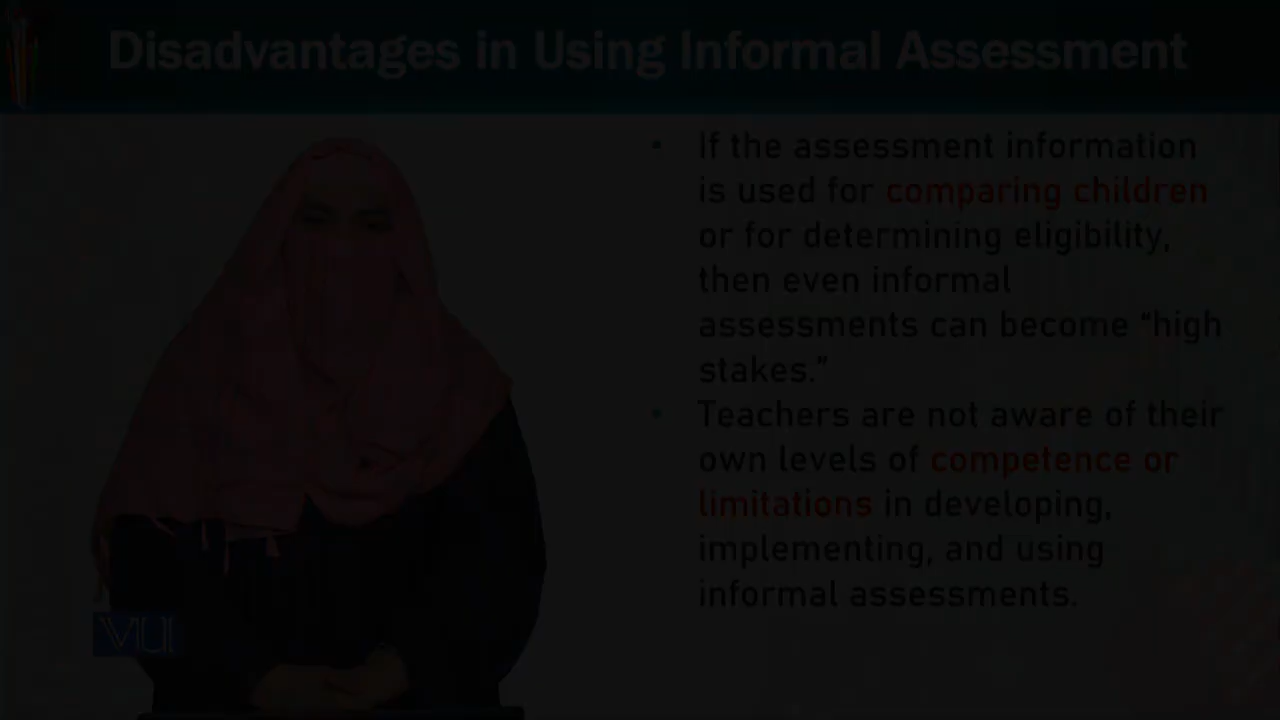 Disadvantages in Using Informal Assessment
• If the assessment information
is used for comparing children
or for determining eligibility,
then even informal
assessments can become “high
stakes.”
• Teachers are not aware of their
own levels of competence or
limitations in developing,
implementing, and using
informal assessments.
VU